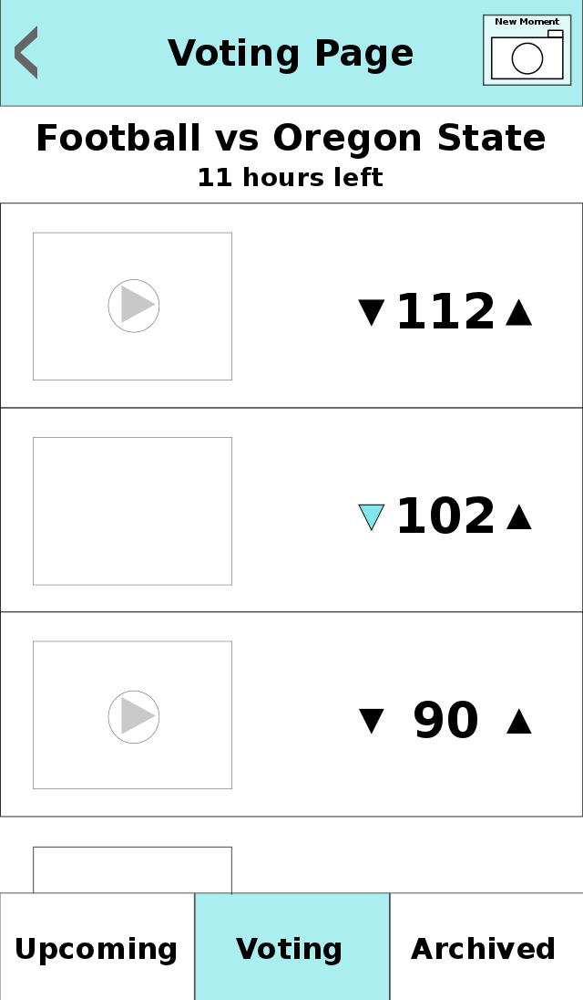 New Moment
Voting Page
Football vs Oregon State
11 hours left
▼ 112 ▲
▼ 102 ▲
▼ 90 ▲
Upcoming Voting Archived